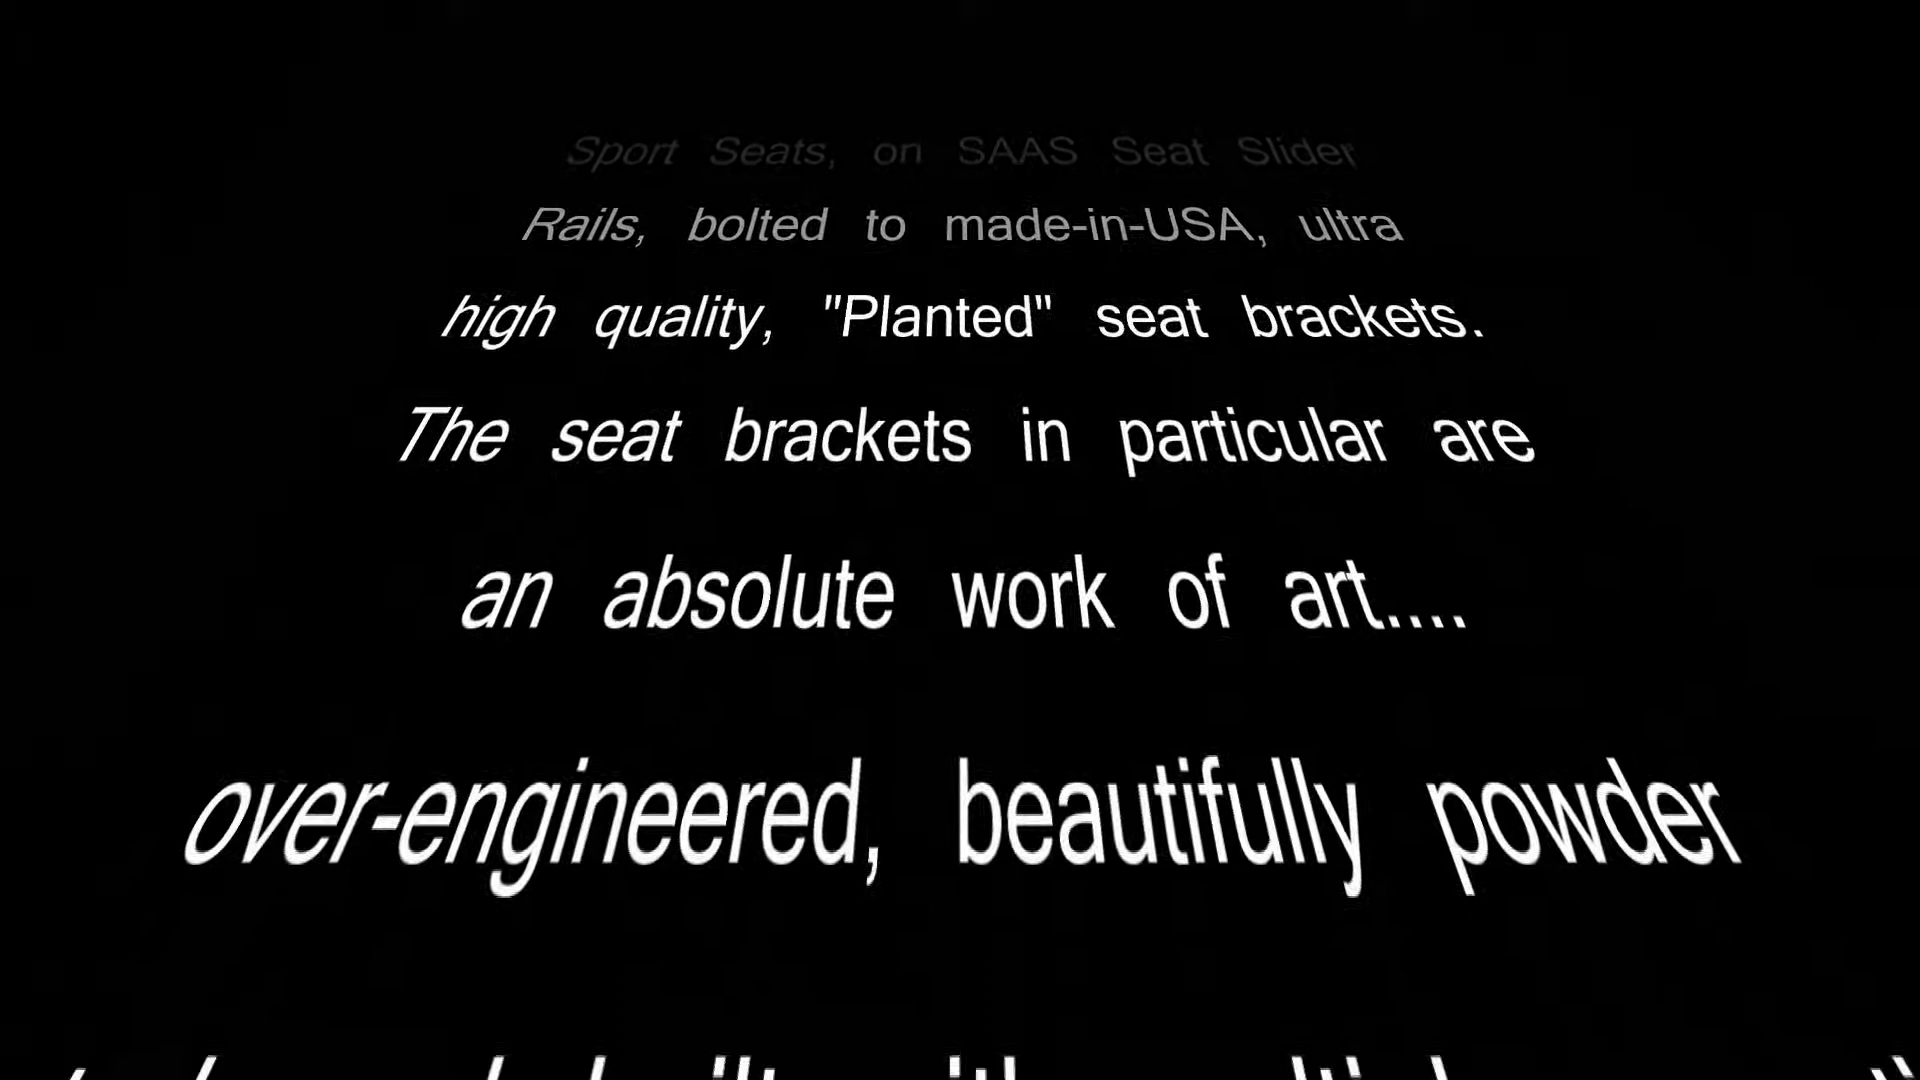 Sport Seats, on SAAS Seat Slider
Rails, bolted to made-in-USA, ultra
high quality, "Planted" seat brackets.
The seat brackets in particular are
an absolute work of art....
over-engineered, beautifully powder